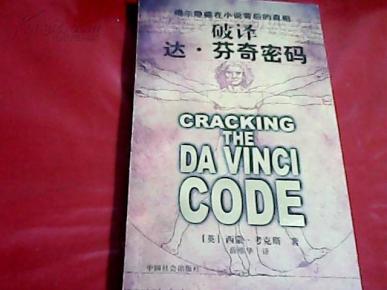 揭示隐藏在小说背后的真相
破译
达·芬奇密码
CRACKING
THE
DA VINCI
CODE
［英］西蒙·考克斯 著
译
中国社会出版社